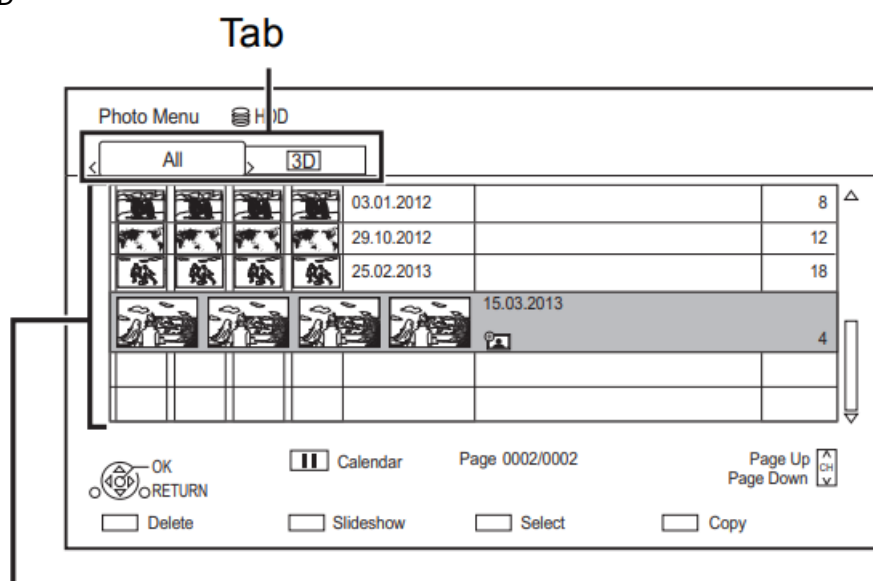 Tab
Photo Menu HDD
All 3D
03.01.2012 8
29.10.2012 12
25.02.2013 18
15.03.2013
4
OK
RETURN
Calendar
Page 0002/0002
Page Up
CH
Page Down
Delete
Slideshow
Select
Copy